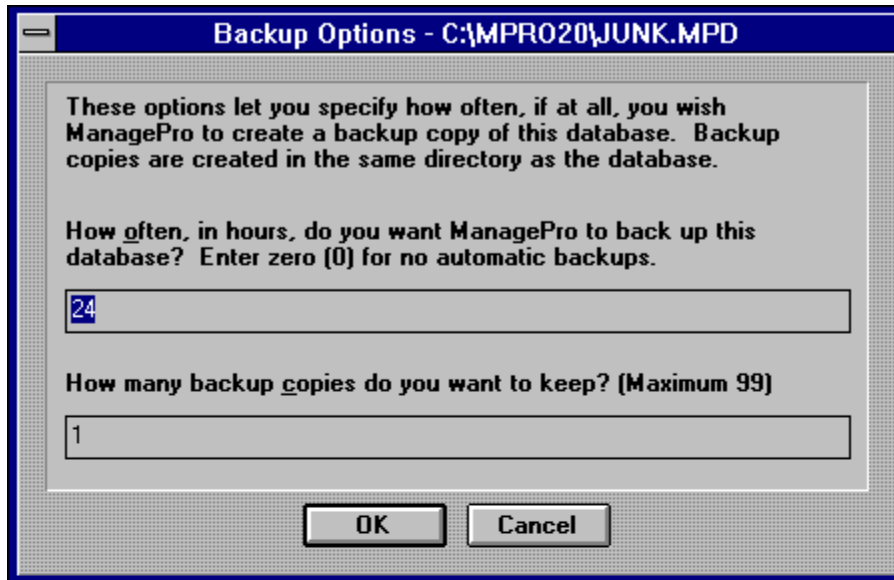 Backup Options - C:\MPRO20\JUNK.MPD
These options let you specify how often, if at all, you wish
ManagePro to create a backup copy of this database.  Backup
copies are created in the same directory as the database.
How often, in hours, do you want ManagePro to back up this
database?  Enter zero (0) for no automatic backups.
24
How many backup copies do you want to keep? (Maximum 99)
1
OK Cancel